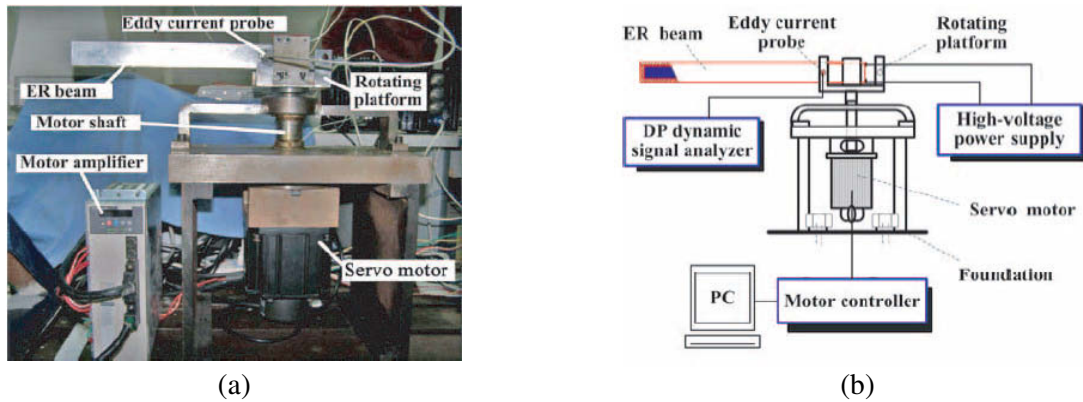 Eddy current probe
ER beam
Rotating
platform
Motor shaft
Motor amplifier
Servo motor
(a)
Eddy current
probe
Rotating
platform
ER beam
DP dynamic
signal analyzer
High-voltage
power supply
Servo motor
Foundation
PC
Motor controller
(b)